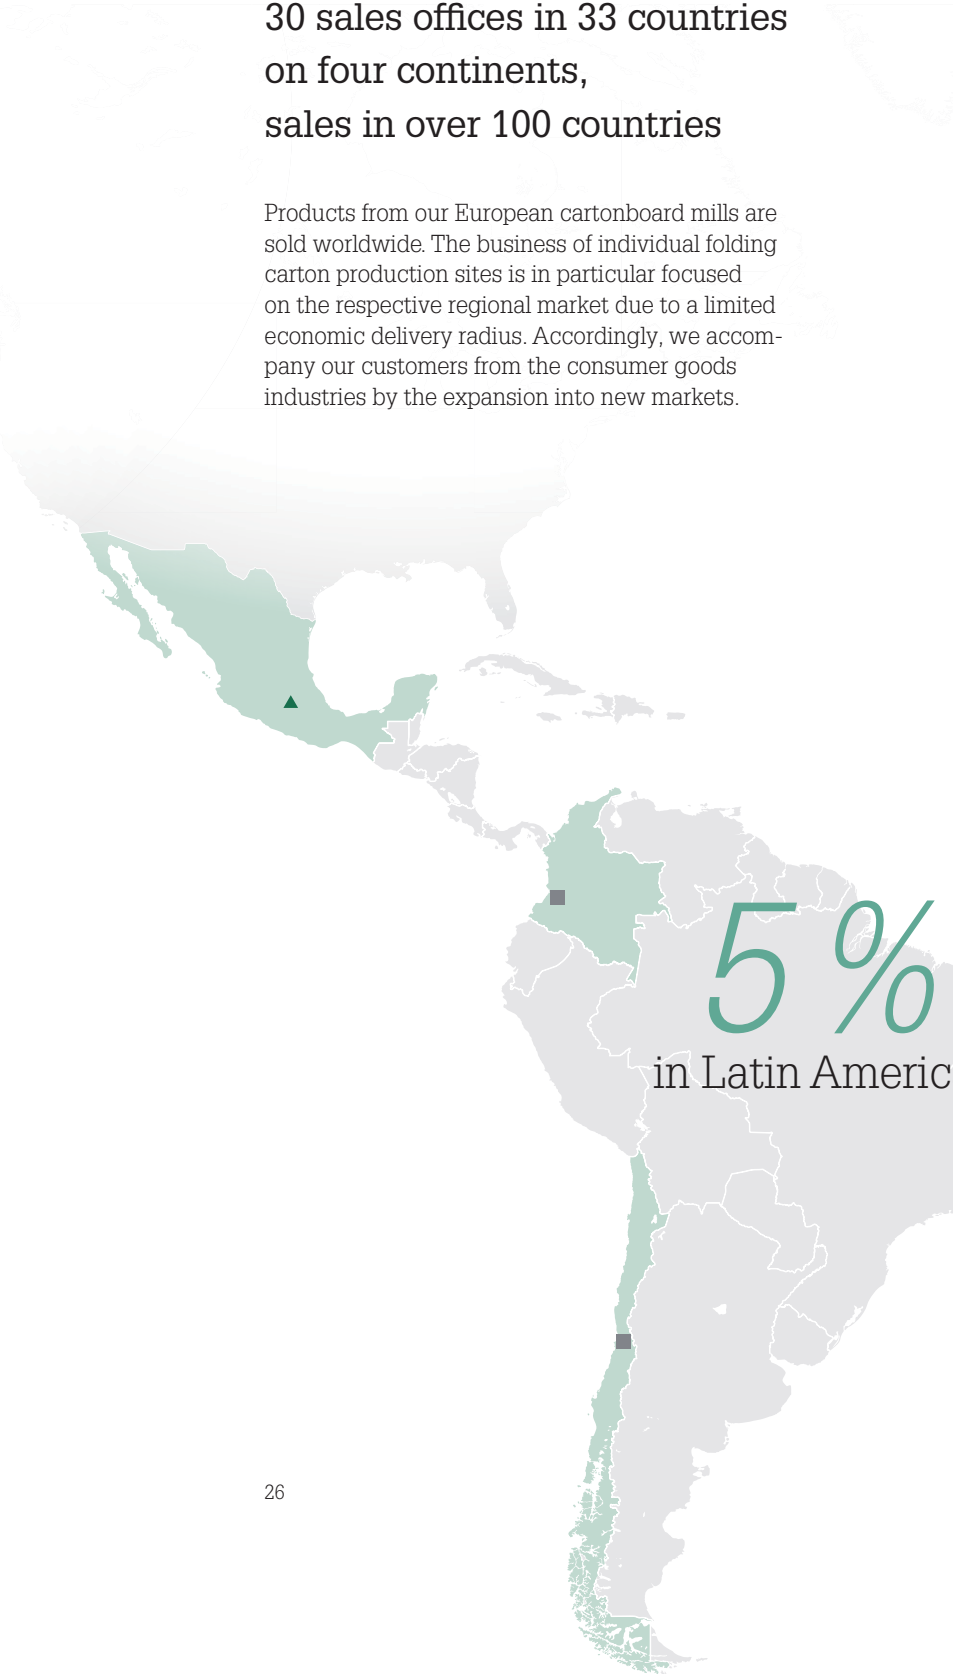 30 sales offices in 33 countries
on four continents,
sales in over 100 countries
Products from our European cartonboard mills are
sold worldwide. The business of individual folding
carton production sites is in particular focused
on the respective regional market due to a limited
economic delivery radius. Accordingly, we accom-
pany our customers from the consumer goods
industries by the expansion into new markets.
5 %
in Latin Americ
26